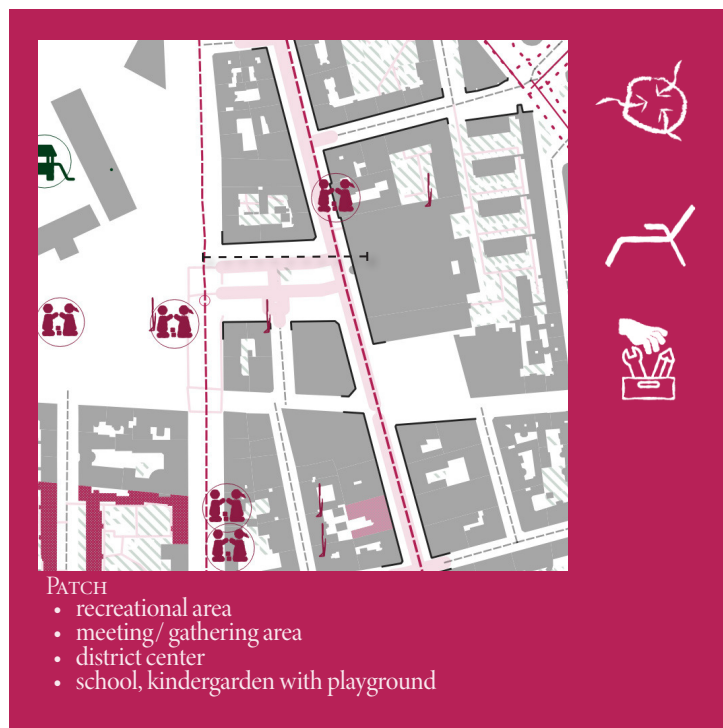 PATCH
• recreational area
• meeting/ gathering area
• district center
• school, kindergarden with playground